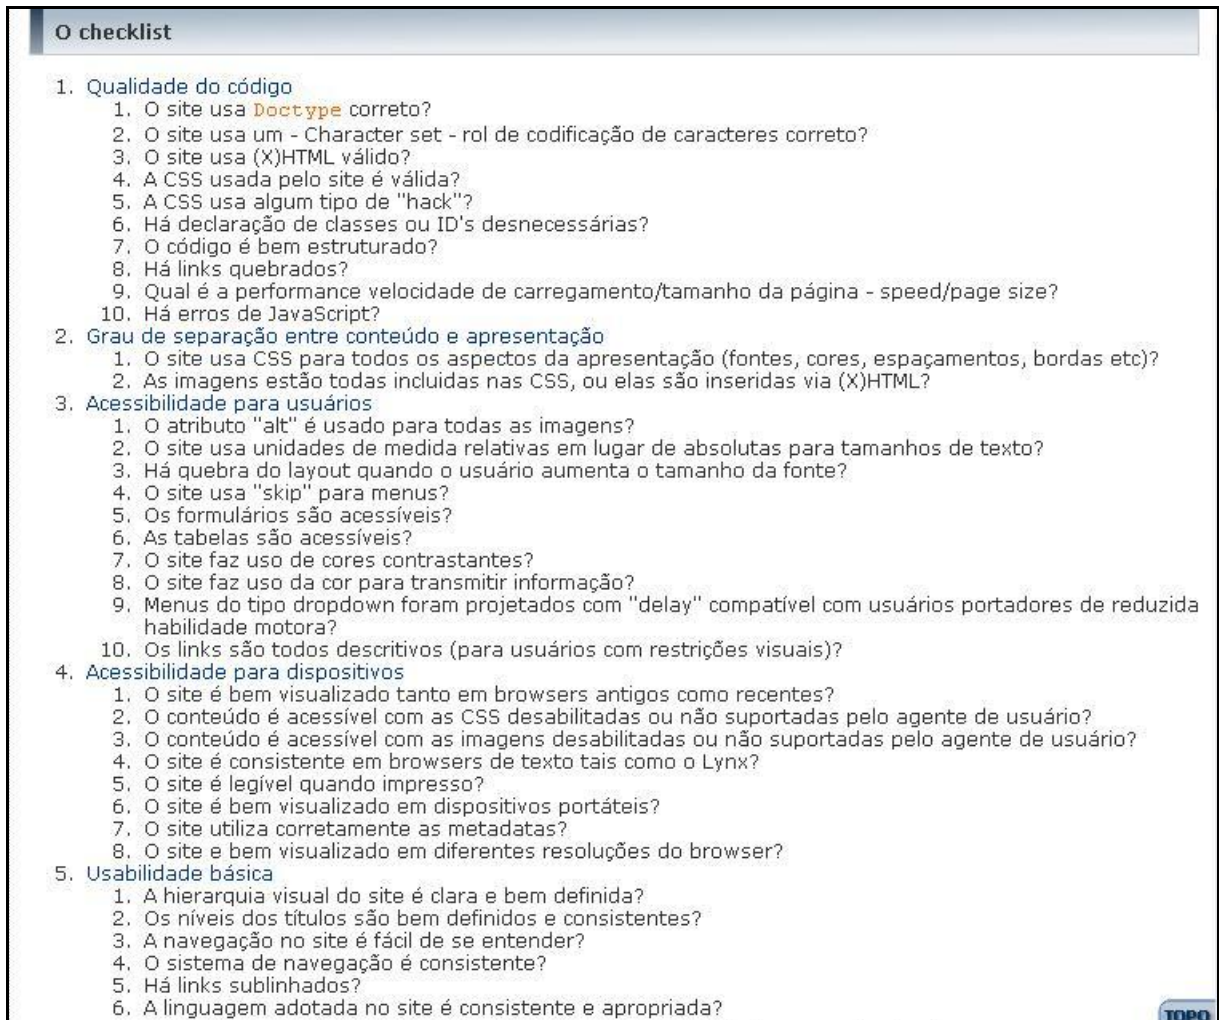 O checklist
1. Qualidade do código
1. O site usa Doctype correto?
2. O site usa um - Character set - rol de codificação de caracteres correto?
3. O site usa (X)HTML válido?
4. A CSS usada pelo site é válida?
5. A CSS usa algum tipo de "hack"?
6. Há declaração de classes ou ID's desnecessárias?
7. O código é bem estruturado?
8. Há links quebrados?
9. Qual é a performance velocidade de carregamento/tamanho da página - speed/page size?
10. Há erros de JavaScript?
2. Grau de separação entre conteúdo e apresentação
1. O site usa CSS para todos os aspectos da apresentação (fontes, cores, espaçamentos, bordas etc)?
2. As imagens estão todas incluidas nas CSS, ou elas são inseridas via (X)HTML?
3. Acessibilidade para usuários
1. O atributo "alt" é usado para todas as imagens?
2. O site usa unidades de medida relativas em lugar de absolutas para tamanhos de texto?
3. Há quebra do layout quando o usuário aumenta o tamanho da fonte?
4. O site usa "skip" para menus?
5. Os formulários são acessíveis?
6. As tabelas são acessíveis?
7. O site faz uso de cores contrastantes?
8. O site faz uso da cor para transmitir informação?
9. Menus do tipo dropdown foram projetados com "delay" compatível com usuários portadores de reduzida
habilidade motora?
10. Os links são todos descritivos (para usuários com restrições visuais)?
4. Acessibilidade para dispositivos
1. O site é bem visualizado tanto em browsers antigos como recentes?
2. O conteúdo é acessível com as CSS desabilitadas ou não suportadas pelo agente de usuário?
3. O conteúdo é acessível com as imagens desabilitadas ou não suportadas pelo agente de usuário?
4. O site é consistente em browsers de texto tais como o Lynx?
5. O site é legível quando impresso?
6. O site é bem visualizado em dispositivos portáteis?
7. O site utiliza corretamente as metadatas?
8. O site e bem visualizado em diferentes resoluções do browser?
5. Usabilidade básica
1. A hierarquia visual do site é clara e bem definida?
2. Os níveis dos títulos são bem definidos e consistentes?
3. A navegação no site é fácil de se entender?
4. O sistema de navegação é consistente?
5. Há links sublinhados?
6. A linguagem adotada no site é consistente e apropriada?
TOPO